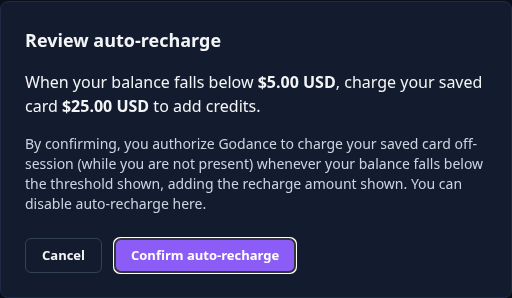 Review auto-recharge
When your balance falls below $5.00 USD, charge your saved
card $25.00 USD to add credits.
By confirming, you authorize Godance to charge your saved card off-
session (while you are not present) whenever your balance falls below
the threshold shown, adding the recharge amount shown. You can
disable auto-recharge here.
Cancel
Confirm auto-recharge